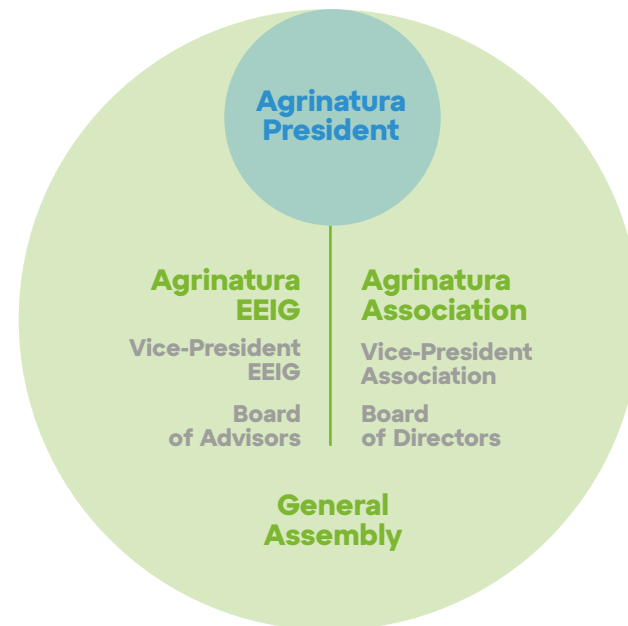 Agrinatura
President
Agrinatura
EEIG
Vice-President
EEIG
Board
of Advisors
Agrinatura
Association
Vice-President
Association
Board
of Directors
General
Assembly